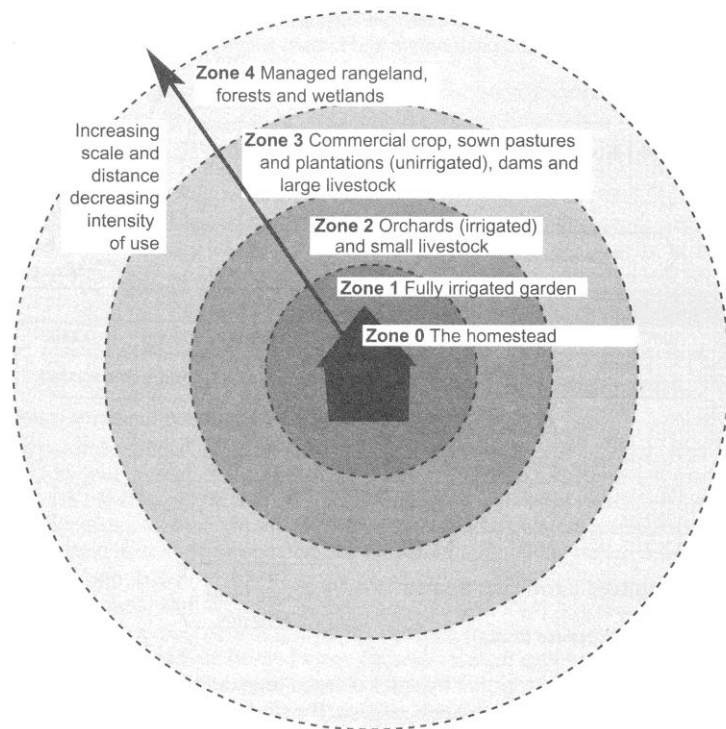 Zone 4 Managed rangeland,
forests and wetlands
Increasing
scale and
distance
decreasing
intensity
of use
Zone 3 Commercial crop, sown pastures
and plantations (unirrigated), dams and
large livestock
Zone 2 Orchards (irrigated)
and small livestock
Zone 1 Fully irrigated garden
Zone 0 The homestead